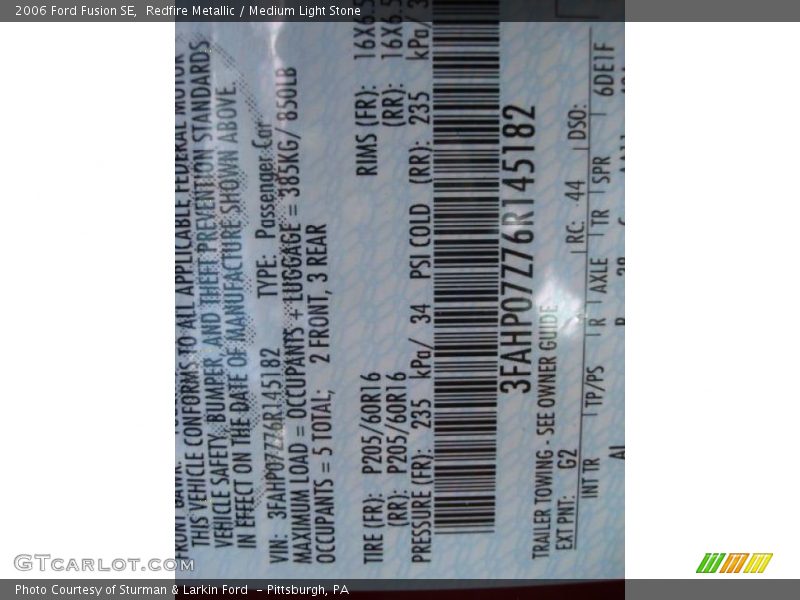 2006 Ford Fusion SE, Redfire Metallic / Medium Light Stone
THIS VEHICLE CONFORMS TO ALL APPLICABLE FEDERAL MOTOR
VEHICLE SAFETY, BUMPER, AND THEFT PREVENTION STANDARDS
IN EFFECT ON THE DATE OF MANUFACTURE SHOWN ABOVE.
VIN: 3FAHP07Z76R145182 TYPE: Passenger Car
MAXIMUM LOAD = OCCUPANTS + LUGGAGE = 385KG/ 850LB
OCCUPANTS = 5 TOTAL; 2 FRONT, 3 REAR
TIRE (FR): P205/60R16 RIMS (FR): 16X6.5
(RR): P205/60R16 (RR): 16X6.5
PRESSURE (FR): 235 kPa/ 34 PSI COLD (RR): 235 kPa/ 3
3FAHP07Z76R145182
TRAILER TOWING - SEE OWNER GUIDE
EXT PNT: G2 RC: 44 DSO:
INT TR TP/PS R AXLE TR SPR 6DE1F
GTCarLot.com
Photo Courtesy of Sturman & Larkin Ford - Pittsburgh, PA